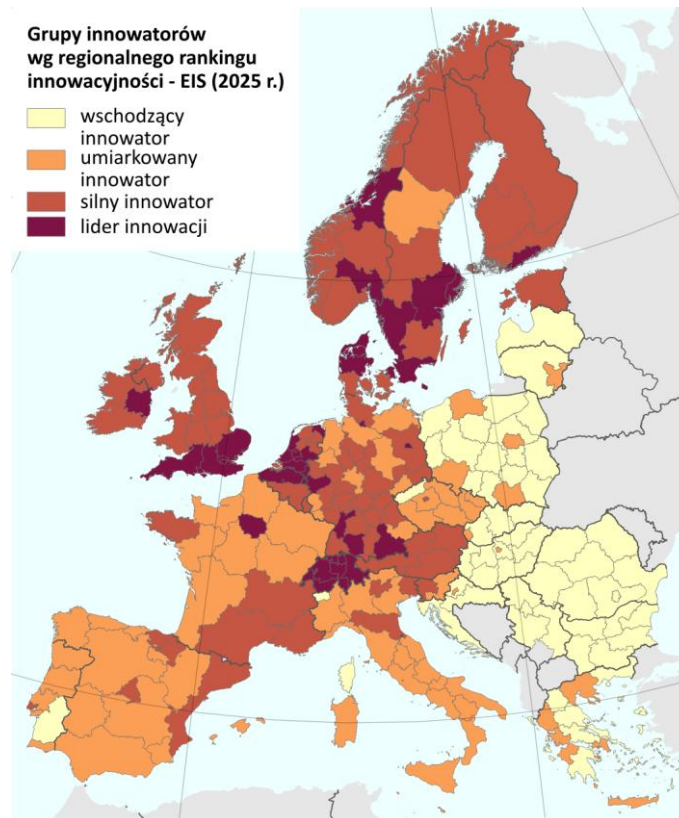 Grupy innowatorów
wg regionalnego rankingu
innowacyjności - EIS (2025 r.)
wschodzący
innowator
umiarkowany
innowator
silny innowator
lider innowacji